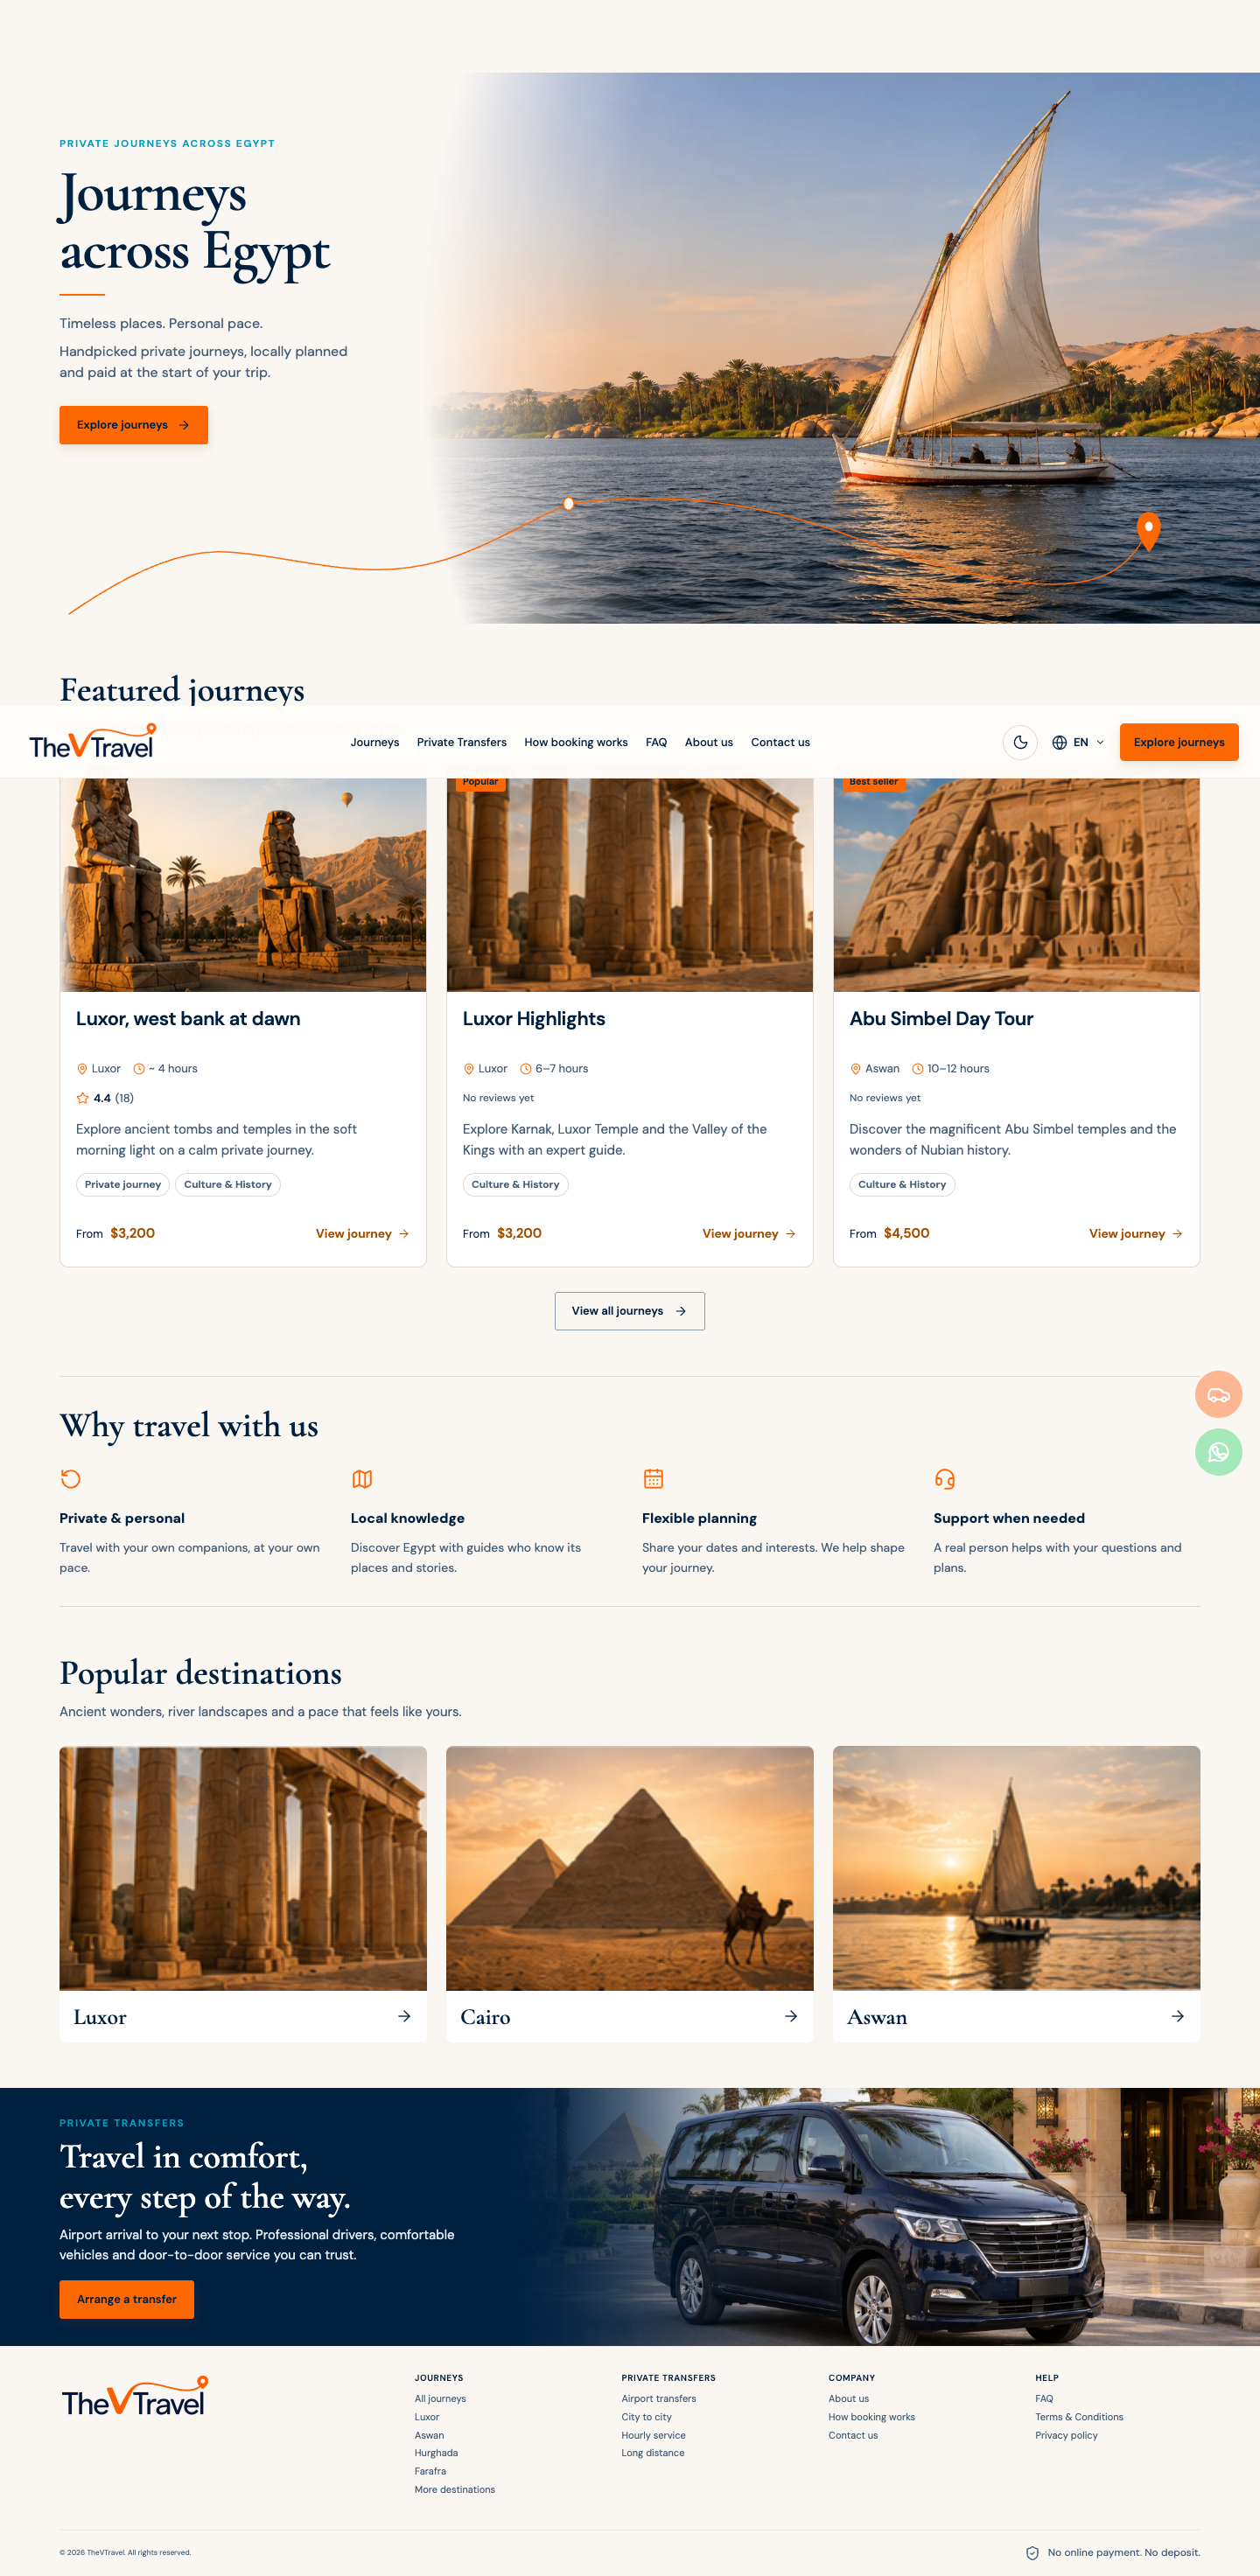 PRIVATE JOURNEYS ACROSS EGYPT
Journeys
across Egypt
Timeless places. Personal pace.
Handpicked private journeys, locally planned
and paid at the start of your trip.
Explore journeys
Featured journeys
TheVTravel
Journeys
Private Transfers
How booking works
FAQ
About us
Contact us
EN
Explore journeys
Popular
Best seller
Luxor, west bank at dawn
Luxor
~ 4 hours
4.4 (18)
Explore ancient tombs and temples in the soft
morning light on a calm private journey.
Private journey
Culture & History
From $3,200
View journey
Luxor Highlights
Luxor
6–7 hours
No reviews yet
Explore Karnak, Luxor Temple and the Valley of the
Kings with an expert guide.
Culture & History
From $3,200
View journey
Abu Simbel Day Tour
Aswan
10–12 hours
No reviews yet
Discover the magnificent Abu Simbel temples and the
wonders of Nubian history.
Culture & History
From $4,500
View journey
View all journeys
Why travel with us
Private & personal
Travel with your own companions, at your own
pace.
Local knowledge
Discover Egypt with guides who know its
places and stories.
Flexible planning
Share your dates and interests. We help shape
your journey.
Support when needed
A real person helps with your questions and
plans.
Popular destinations
Ancient wonders, river landscapes and a pace that feels like yours.
Luxor
Cairo
Aswan
PRIVATE TRANSFERS
Travel in comfort,
every step of the way.
Airport arrival to your next stop. Professional drivers, comfortable
vehicles and door-to-door service you can trust.
Arrange a transfer
TheVTravel
JOURNEYS
All journeys
Luxor
Aswan
Hurghada
Farafra
More destinations
PRIVATE TRANSFERS
Airport transfers
City to city
Hourly service
Long distance
COMPANY
About us
How booking works
Contact us
HELP
FAQ
Terms & Conditions
Privacy policy
© 2026 TheVTravel. All rights reserved.
No online payment. No deposit.